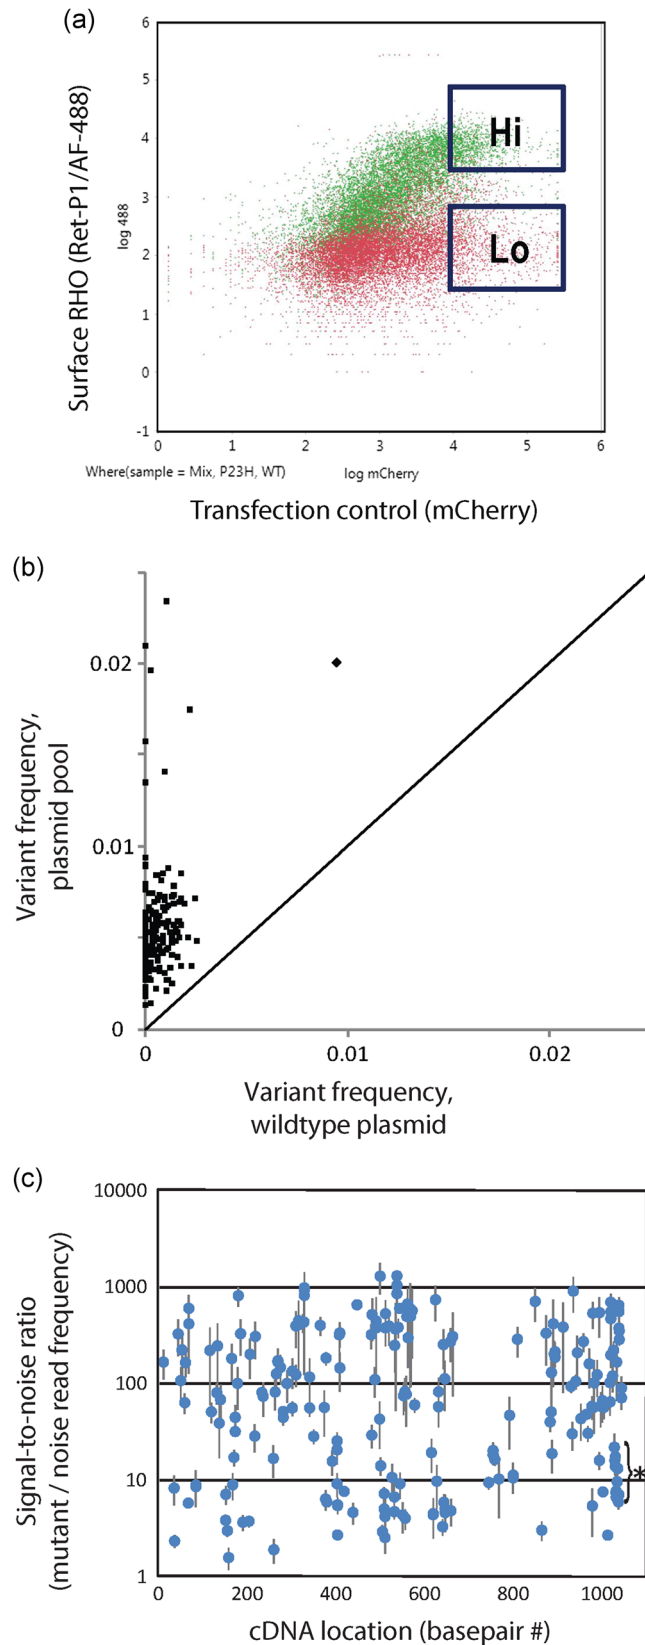 (a)
6
5
4
3
2
1
0
-1
Surface RHO (Ret-P1/AF-488)
log 488
Hi
Lo
0 1 2 3 4 5 6
Where(sample = Mix, P23H, WT) log mCherry
Transfection control (mCherry)
(b)
0.02
0.01
0
Variant frequency,
plasmid pool
0 0.01 0.02
Variant frequency,
wildtype plasmid
(c)
10000
1000
100
10
1
Signal-to-noise ratio
(mutant / noise read frequency)
*
0 200 400 600 800 1000
cDNA location (basepair #)